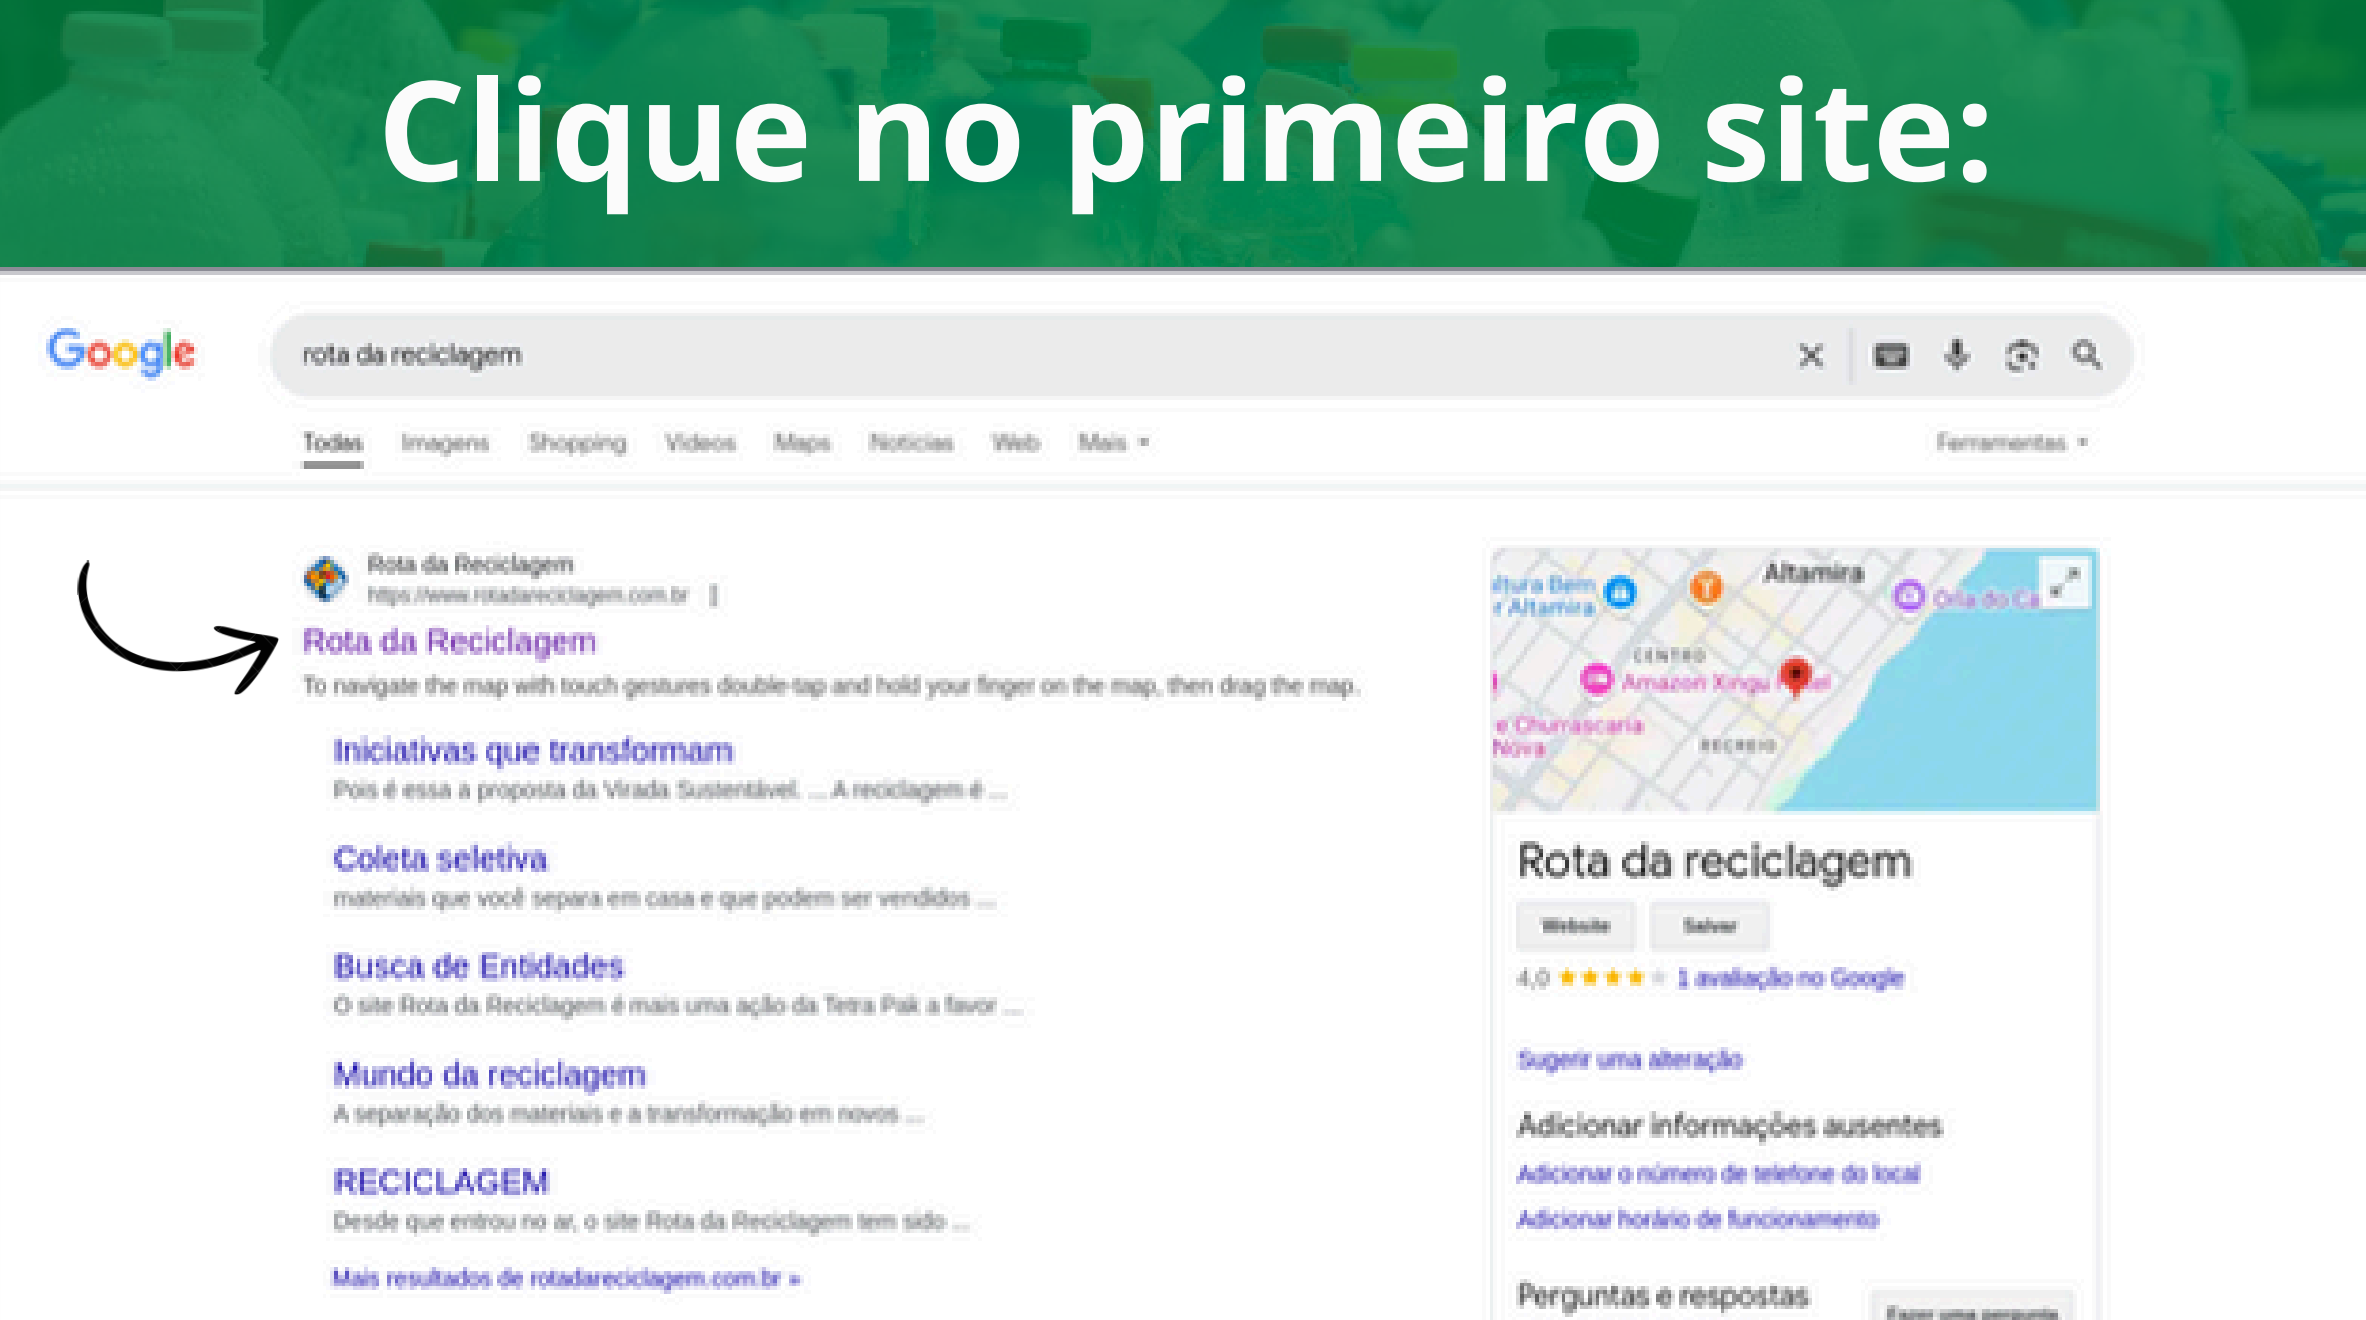 Clique no primeiro site:
Google
rota da reciclagem
Todas Imagens Shopping Vídeos Maps Notícias Web Mais
Ferramentas
Rota da Reciclagem
https://www.rotadareciclagem.com.br
Rota da Reciclagem
To navigate the map with touch gestures double-tap and hold your finger on the map, then drag the map.
Iniciativas que transformam
Pois é essa a proposta da Virada Sustentável. ... A reciclagem é ...
Coleta seletiva
materiais que você separa em casa e que podem ser vendidos ...
Busca de Entidades
O site Rota da Reciclagem é mais uma ação da Tetra Pak a favor ...
Mundo da reciclagem
A separação dos materiais e a transformação em novos ...
RECICLAGEM
Desde que entrou no ar, o site Rota da Reciclagem tem sido ...
Mais resultados de rotadareciclagem.com.br »
Altamira
r Altamira
Orla do Ca
CENTRO
Amazon Xingu
e Churrascaria
Nova
RECREIO
Rota da reciclagem
Website Salvar
4,0 ★★★★★ 1 avaliação no Google
Sugerir uma alteração
Adicionar informações ausentes
Adicionar o número de telefone do local
Adicionar horário de funcionamento
Perguntas e respostas
Fazer uma pergunta